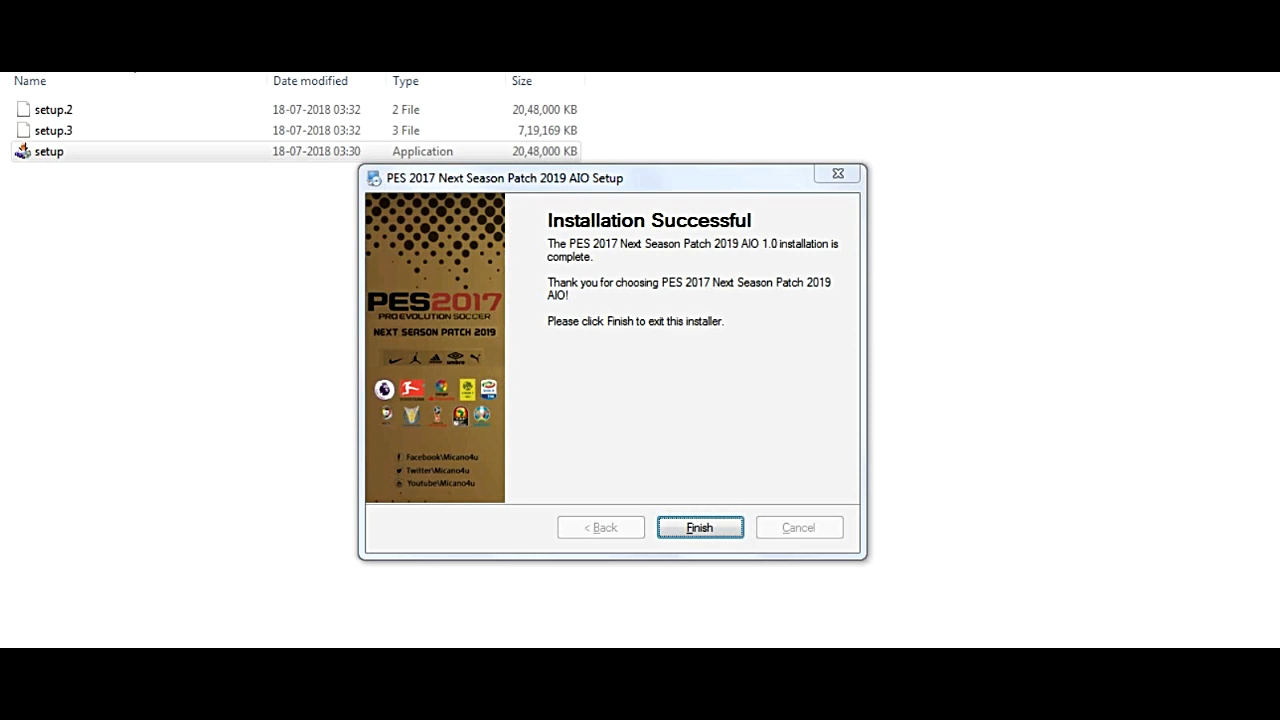 Name Date modified Type Size
setup.2 18-07-2018 03:32 2 File 20,48,000 KB
setup.3 18-07-2018 03:32 3 File 7,19,169 KB
setup 18-07-2018 03:30 Application 20,48,000 KB
PES 2017 Next Season Patch 2019 AIO Setup
PES2017
PRO EVOLUTION SOCCER
NEXT SEASON PATCH 2019
umbro
Facebook\Micano4u
Twitter\Micano4u
Youtube\Micano4u
Installation Successful
The PES 2017 Next Season Patch 2019 AIO 1.0 installation is
complete.
Thank you for choosing PES 2017 Next Season Patch 2019
AIO!
Please click Finish to exit this installer.
< Back Finish Cancel